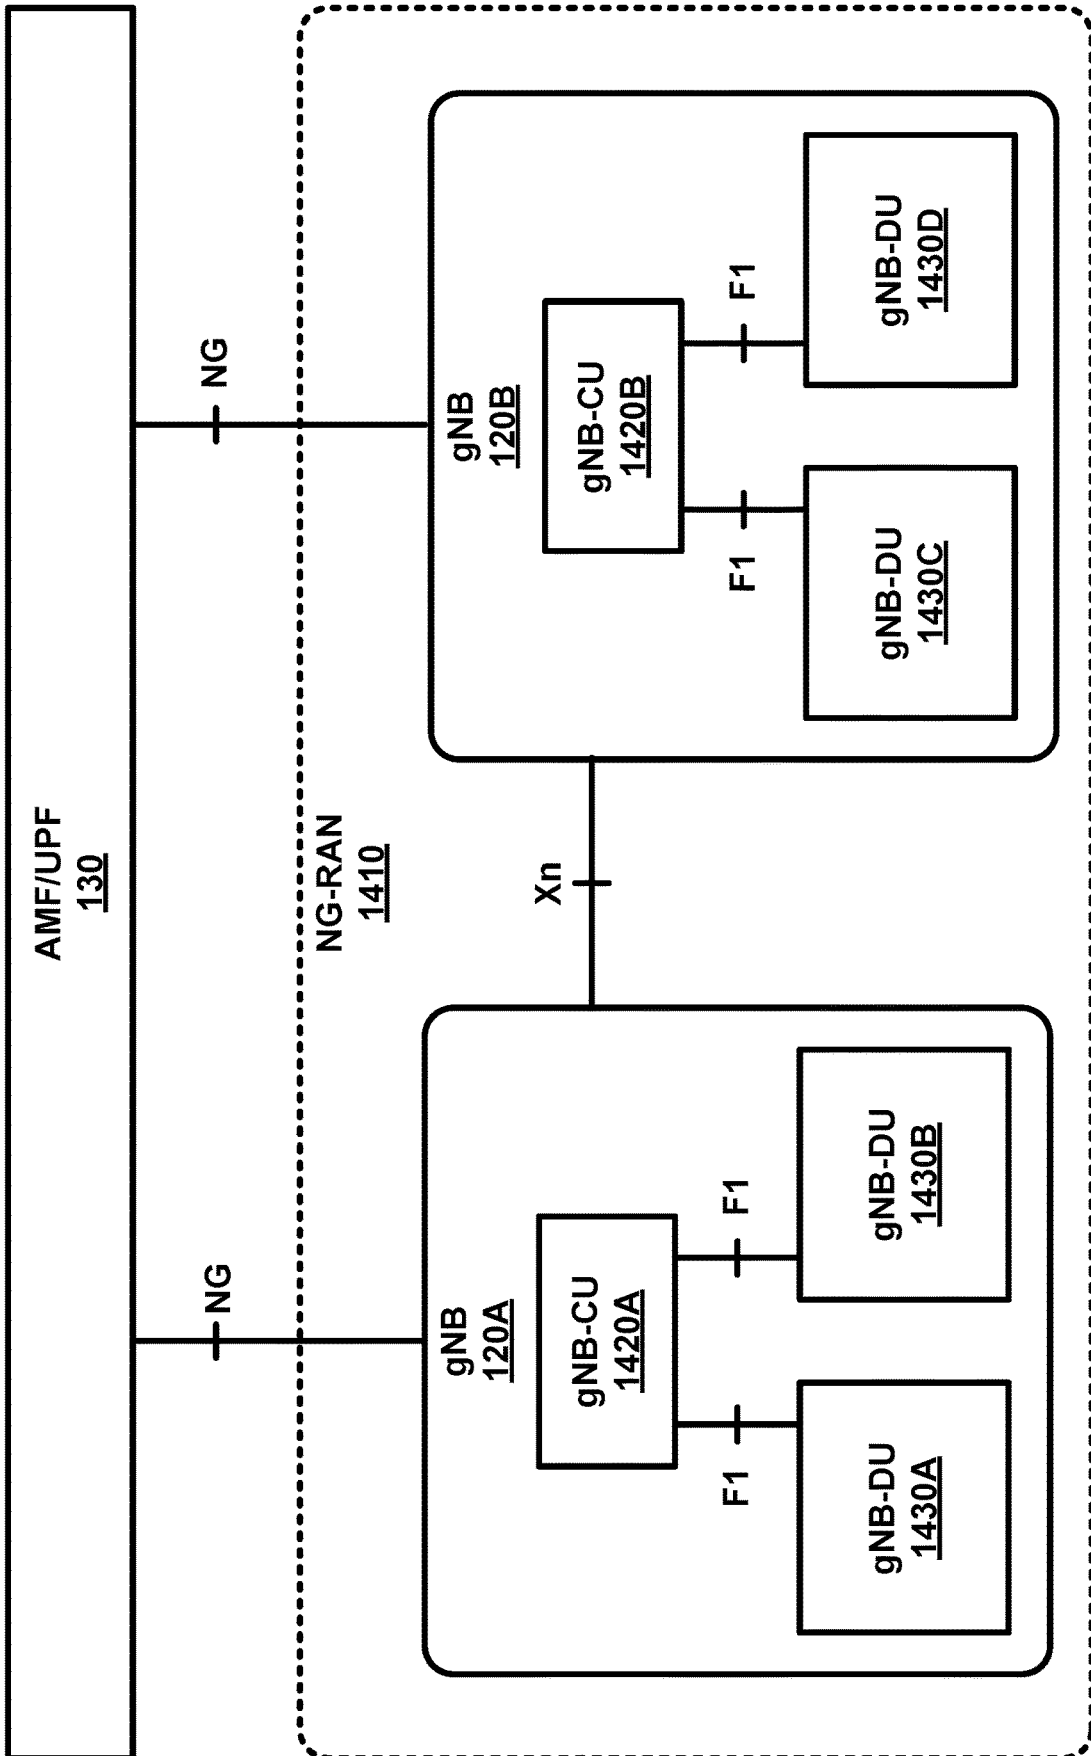 AMF/UPF
130
NG
NG
NG-RAN
1410
gNB
120A
gNB-CU
1420A
F1
F1
gNB-DU
1430A
gNB-DU
1430B
Xn
gNB
120B
gNB-CU
1420B
F1
F1
gNB-DU
1430C
gNB-DU
1430D